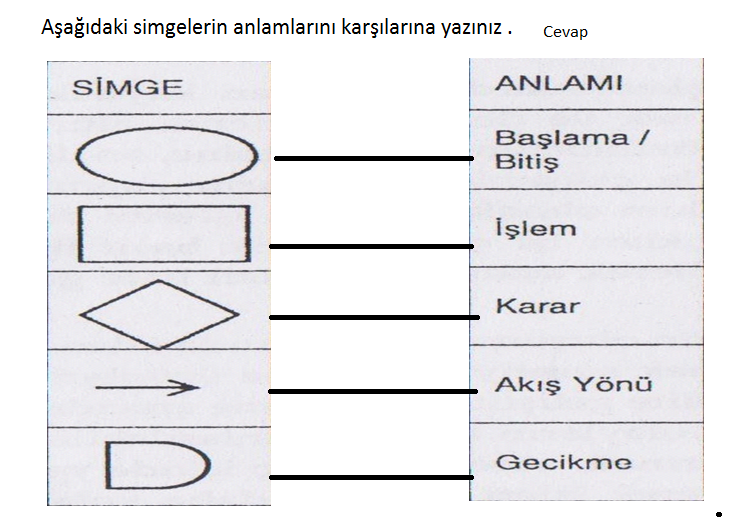 Aşağıdaki simgelerin anlamlarını karşılarına yazınız .
Cevap
SİMGE
ANLAMI
Başlama /
Bitiş
İşlem
Karar
Akış Yönü
Gecikme